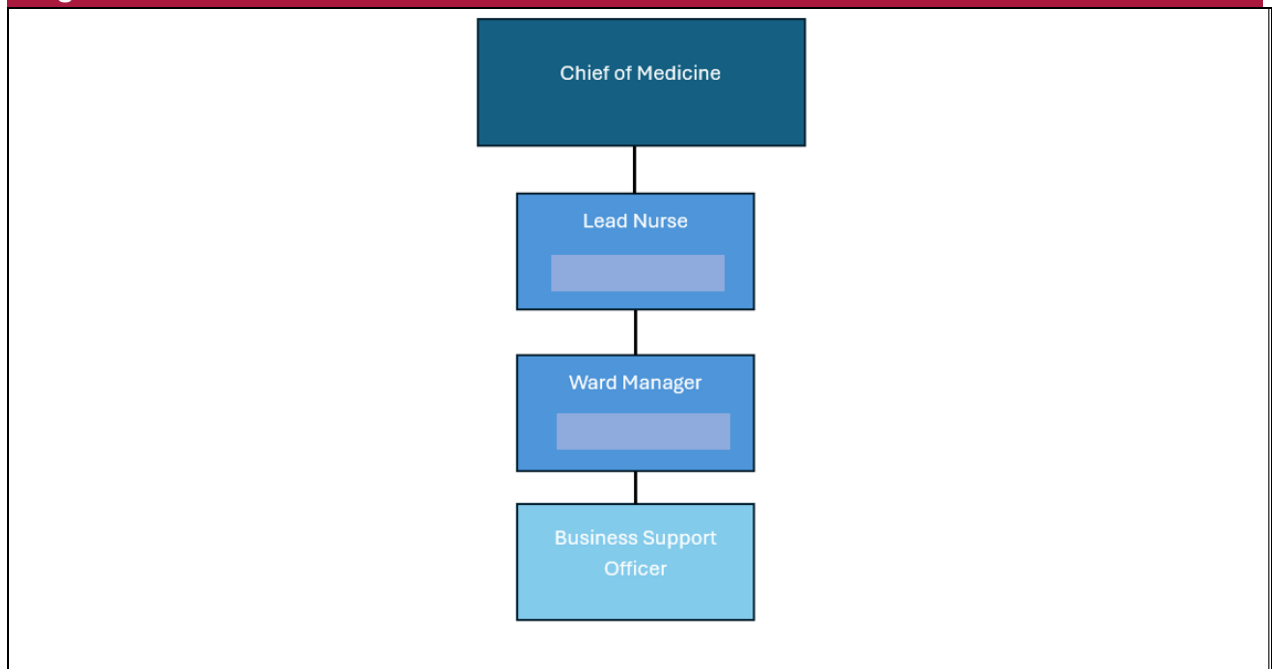 Chief of Medicine
Lead Nurse
Ward Manager
Business Support
Officer